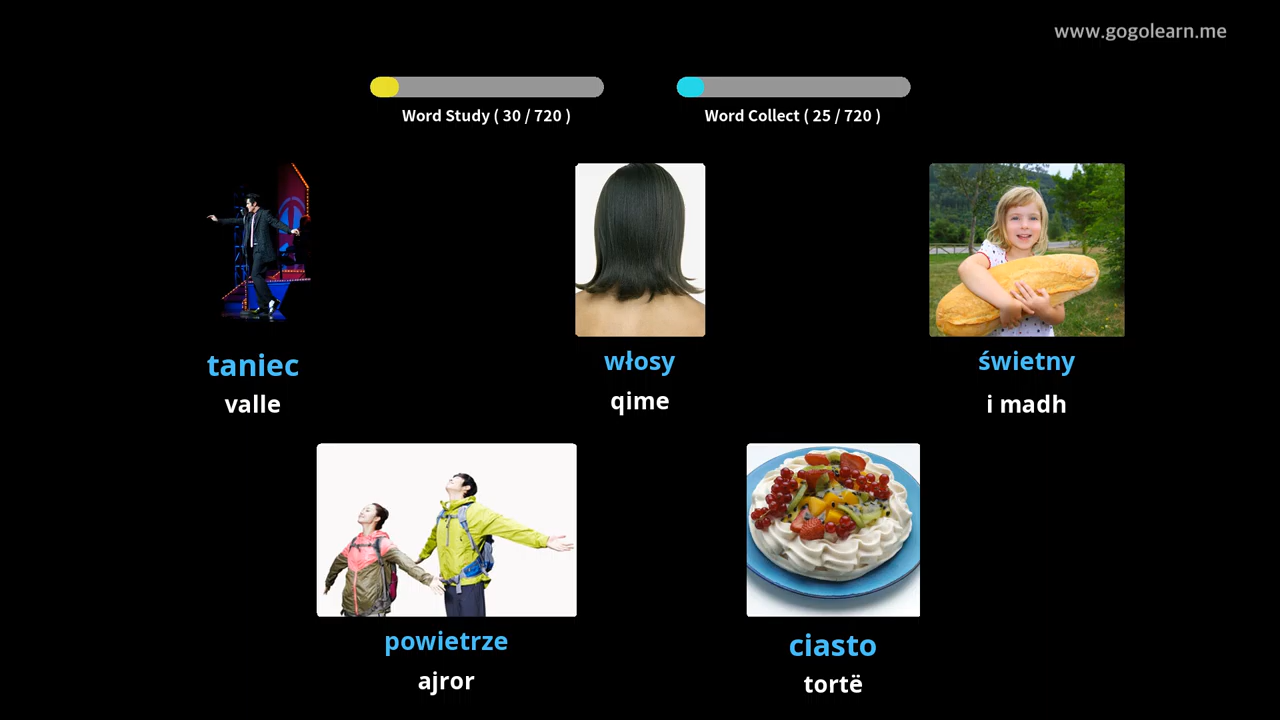 www.gogolearn.me
Word Study ( 30 / 720 )
Word Collect ( 25 / 720 )
taniec
valle
włosy
qime
świetny
i madh
powietrze
ajror
ciasto
tortë